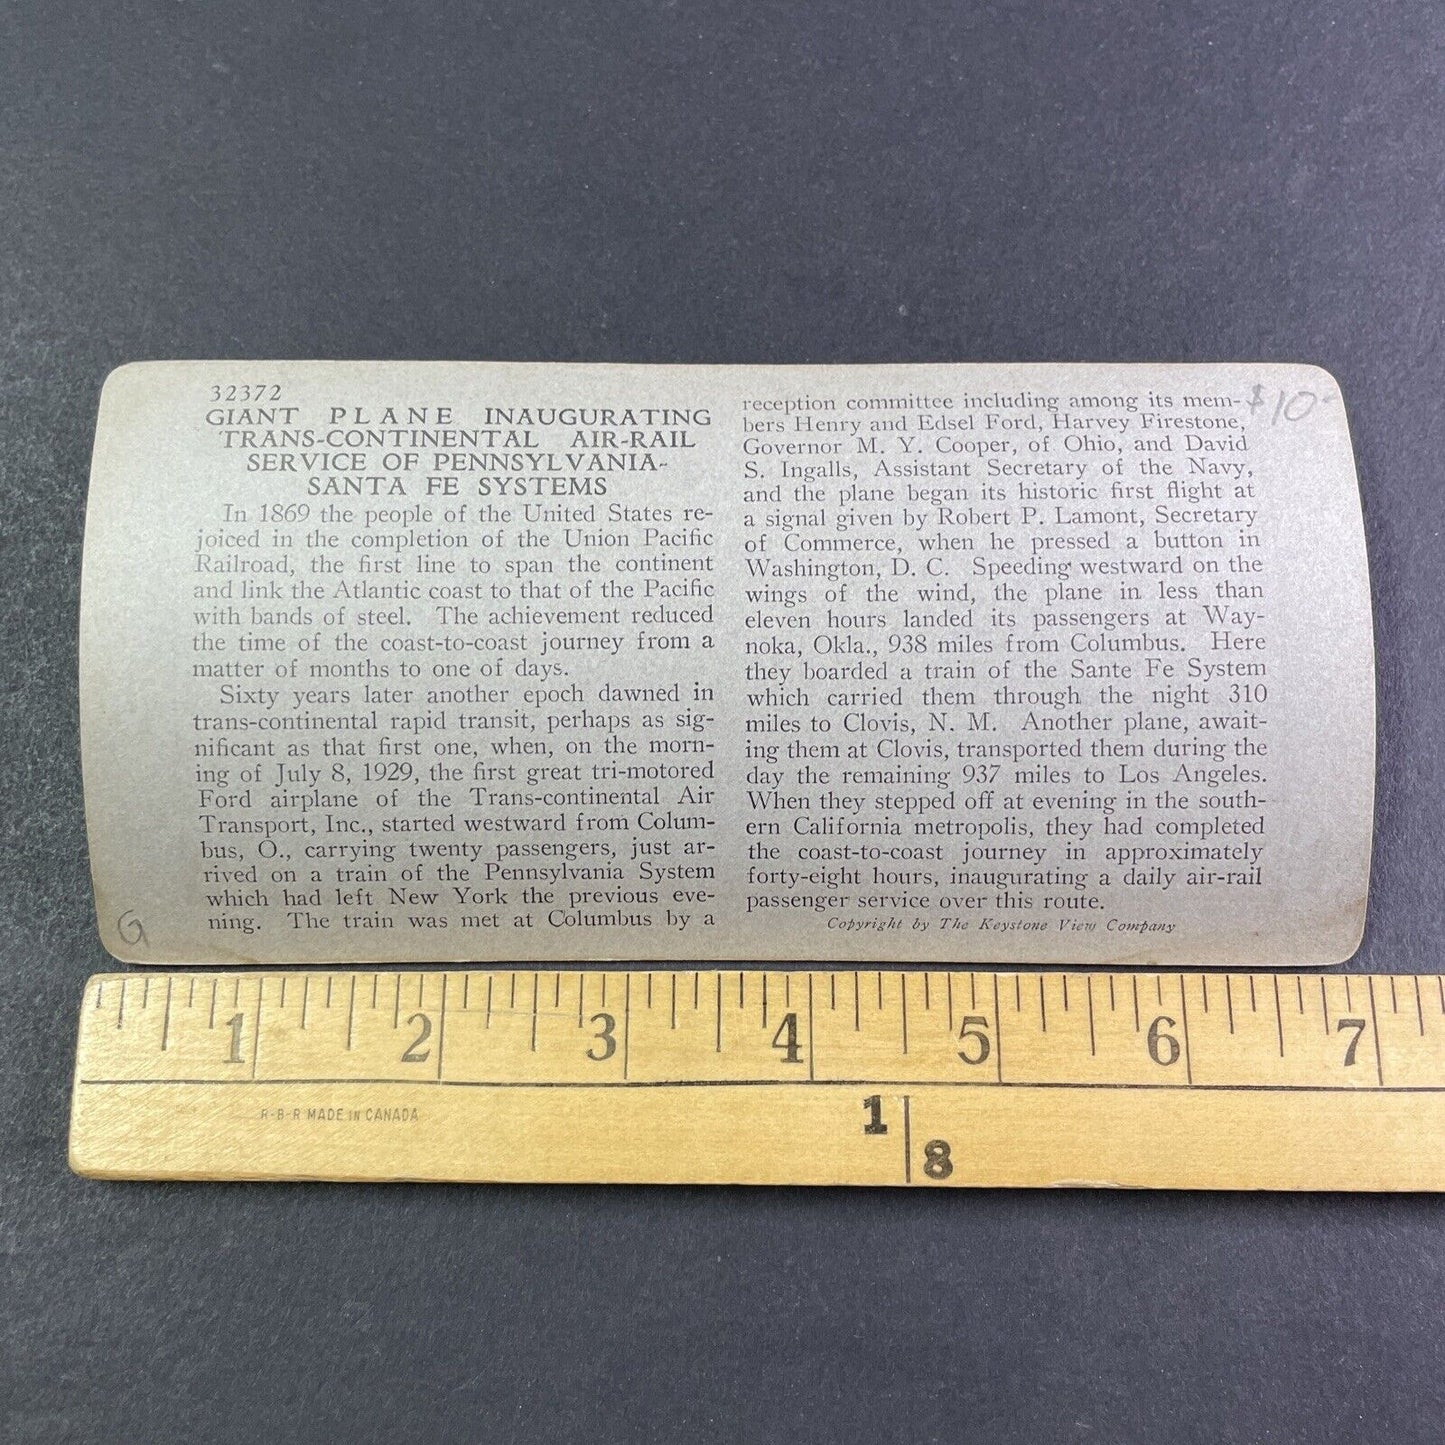 32372
GIANT PLANE INAUGURATING
TRANS-CONTINENTAL AIR-RAIL
SERVICE OF PENNSYLVANIA-
SANTA FE SYSTEMS
In 1869 the people of the United States re-
joiced in the completion of the Union Pacific
Railroad, the first line to span the continent
and link the Atlantic coast to that of the Pacific
with bands of steel. The achievement reduced
the time of the coast-to-coast journey from a
matter of months to one of days.
Sixty years later another epoch dawned in
trans-continental rapid transit, perhaps as sig-
nificant as that first one, when, on the morn-
ing of July 8, 1929, the first great tri-motored
Ford airplane of the Trans-continental Air
Transport, Inc., started westward from Colum-
bus, O., carrying twenty passengers, just ar-
rived on a train of the Pennsylvania System
which had left New York the previous eve-
ning. The train was met at Columbus by a
reception committee including among its mem-
bers Henry and Edsel Ford, Harvey Firestone,
Governor M. Y. Cooper, of Ohio, and David
S. Ingalls, Assistant Secretary of the Navy,
and the plane began its historic first flight at
a signal given by Robert P. Lamont, Secretary
of Commerce, when he pressed a button in
Washington, D. C. Speeding westward on the
wings of the wind, the plane in less than
eleven hours landed its passengers at Way-
noka, Okla., 938 miles from Columbus. Here
they boarded a train of the Sante Fe System
which carried them through the night 310
miles to Clovis, N. M. Another plane, await-
ing them at Clovis, transported them during the
day the remaining 937 miles to Los Angeles.
When they stepped off at evening in the south-
ern California metropolis, they had completed
the coast-to-coast journey in approximately
forty-eight hours, inaugurating a daily air-rail
passenger service over this route.
Copyright by The Keystone View Company
$10
G
1 2 3 4 5 6 7
R-B-R MADE IN CANADA
1
8